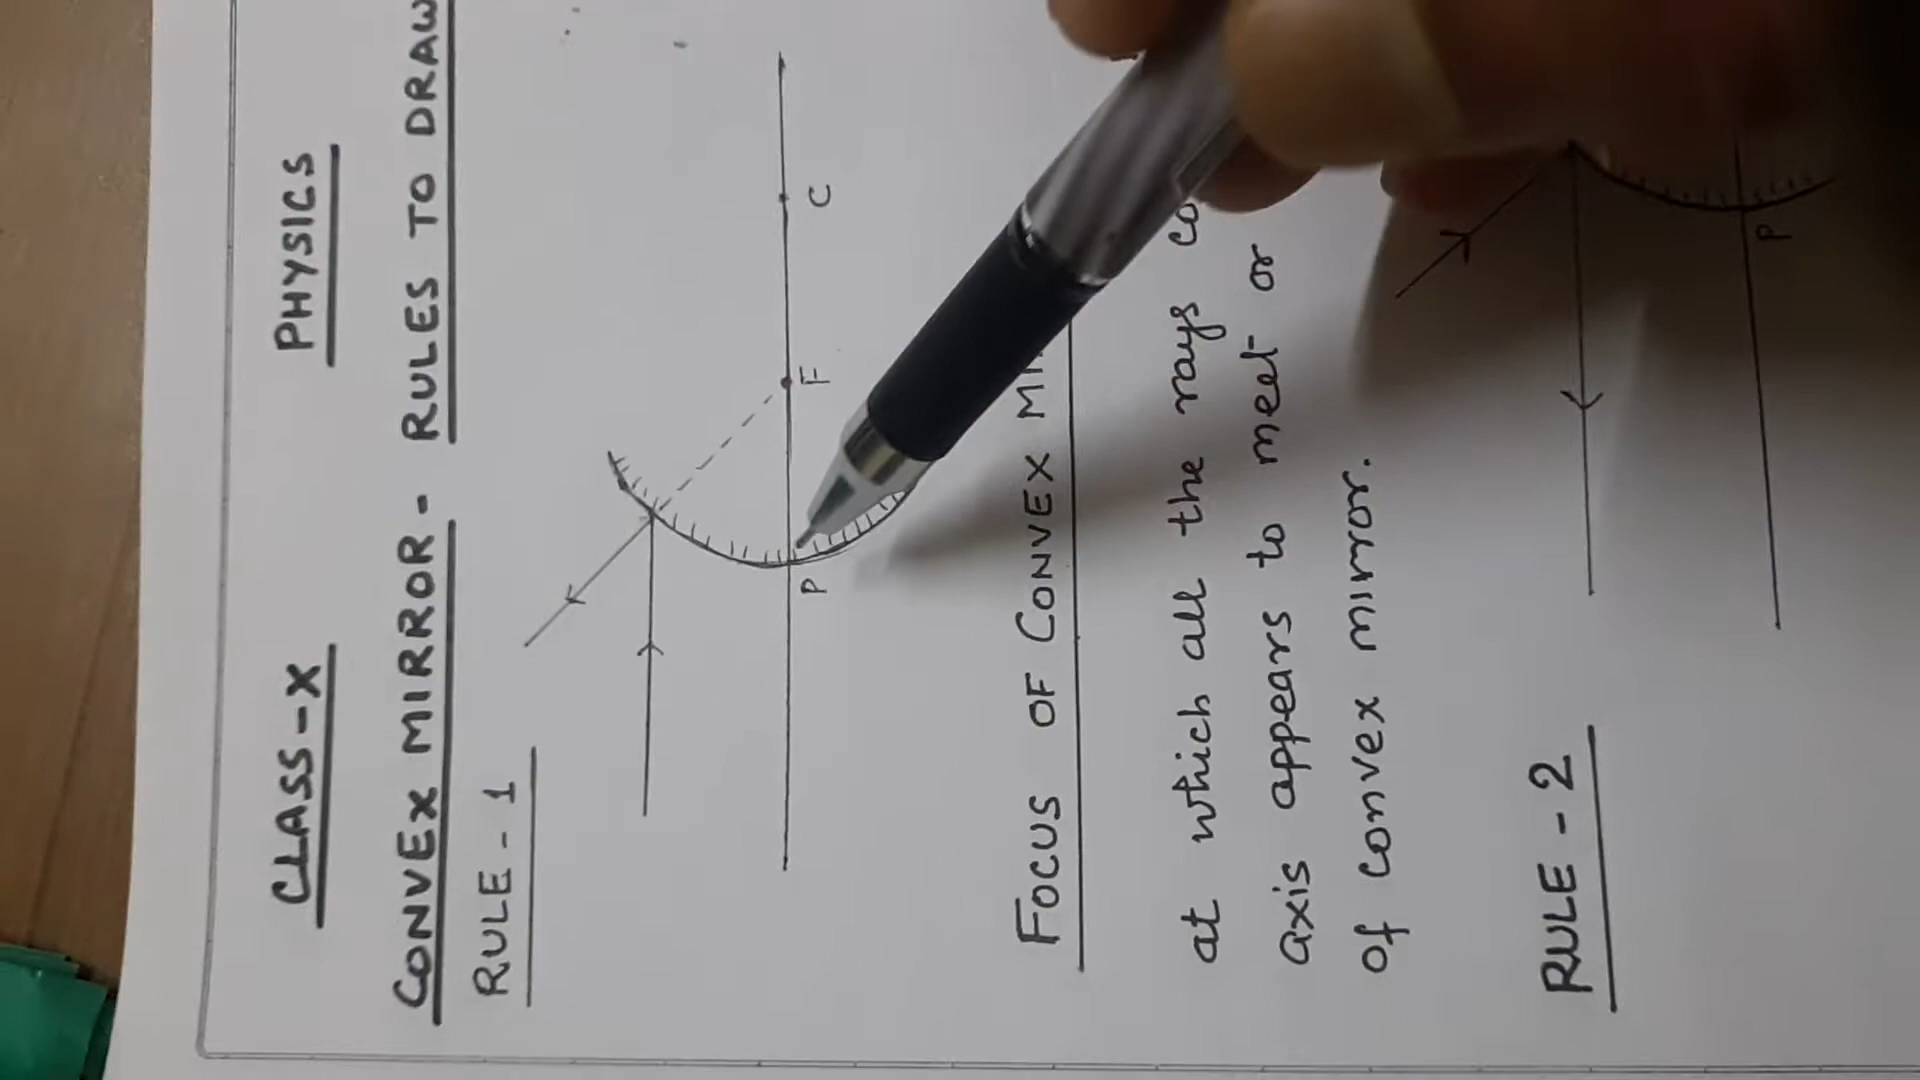 CLASS-X PHYSICS
CONVEX MIRROR - RULES TO DRAW
RULE - 1
P F C
FOCUS OF CONVEX
at which all the rays
axis appears to meet or
of convex mirror.
RULE - 2
P